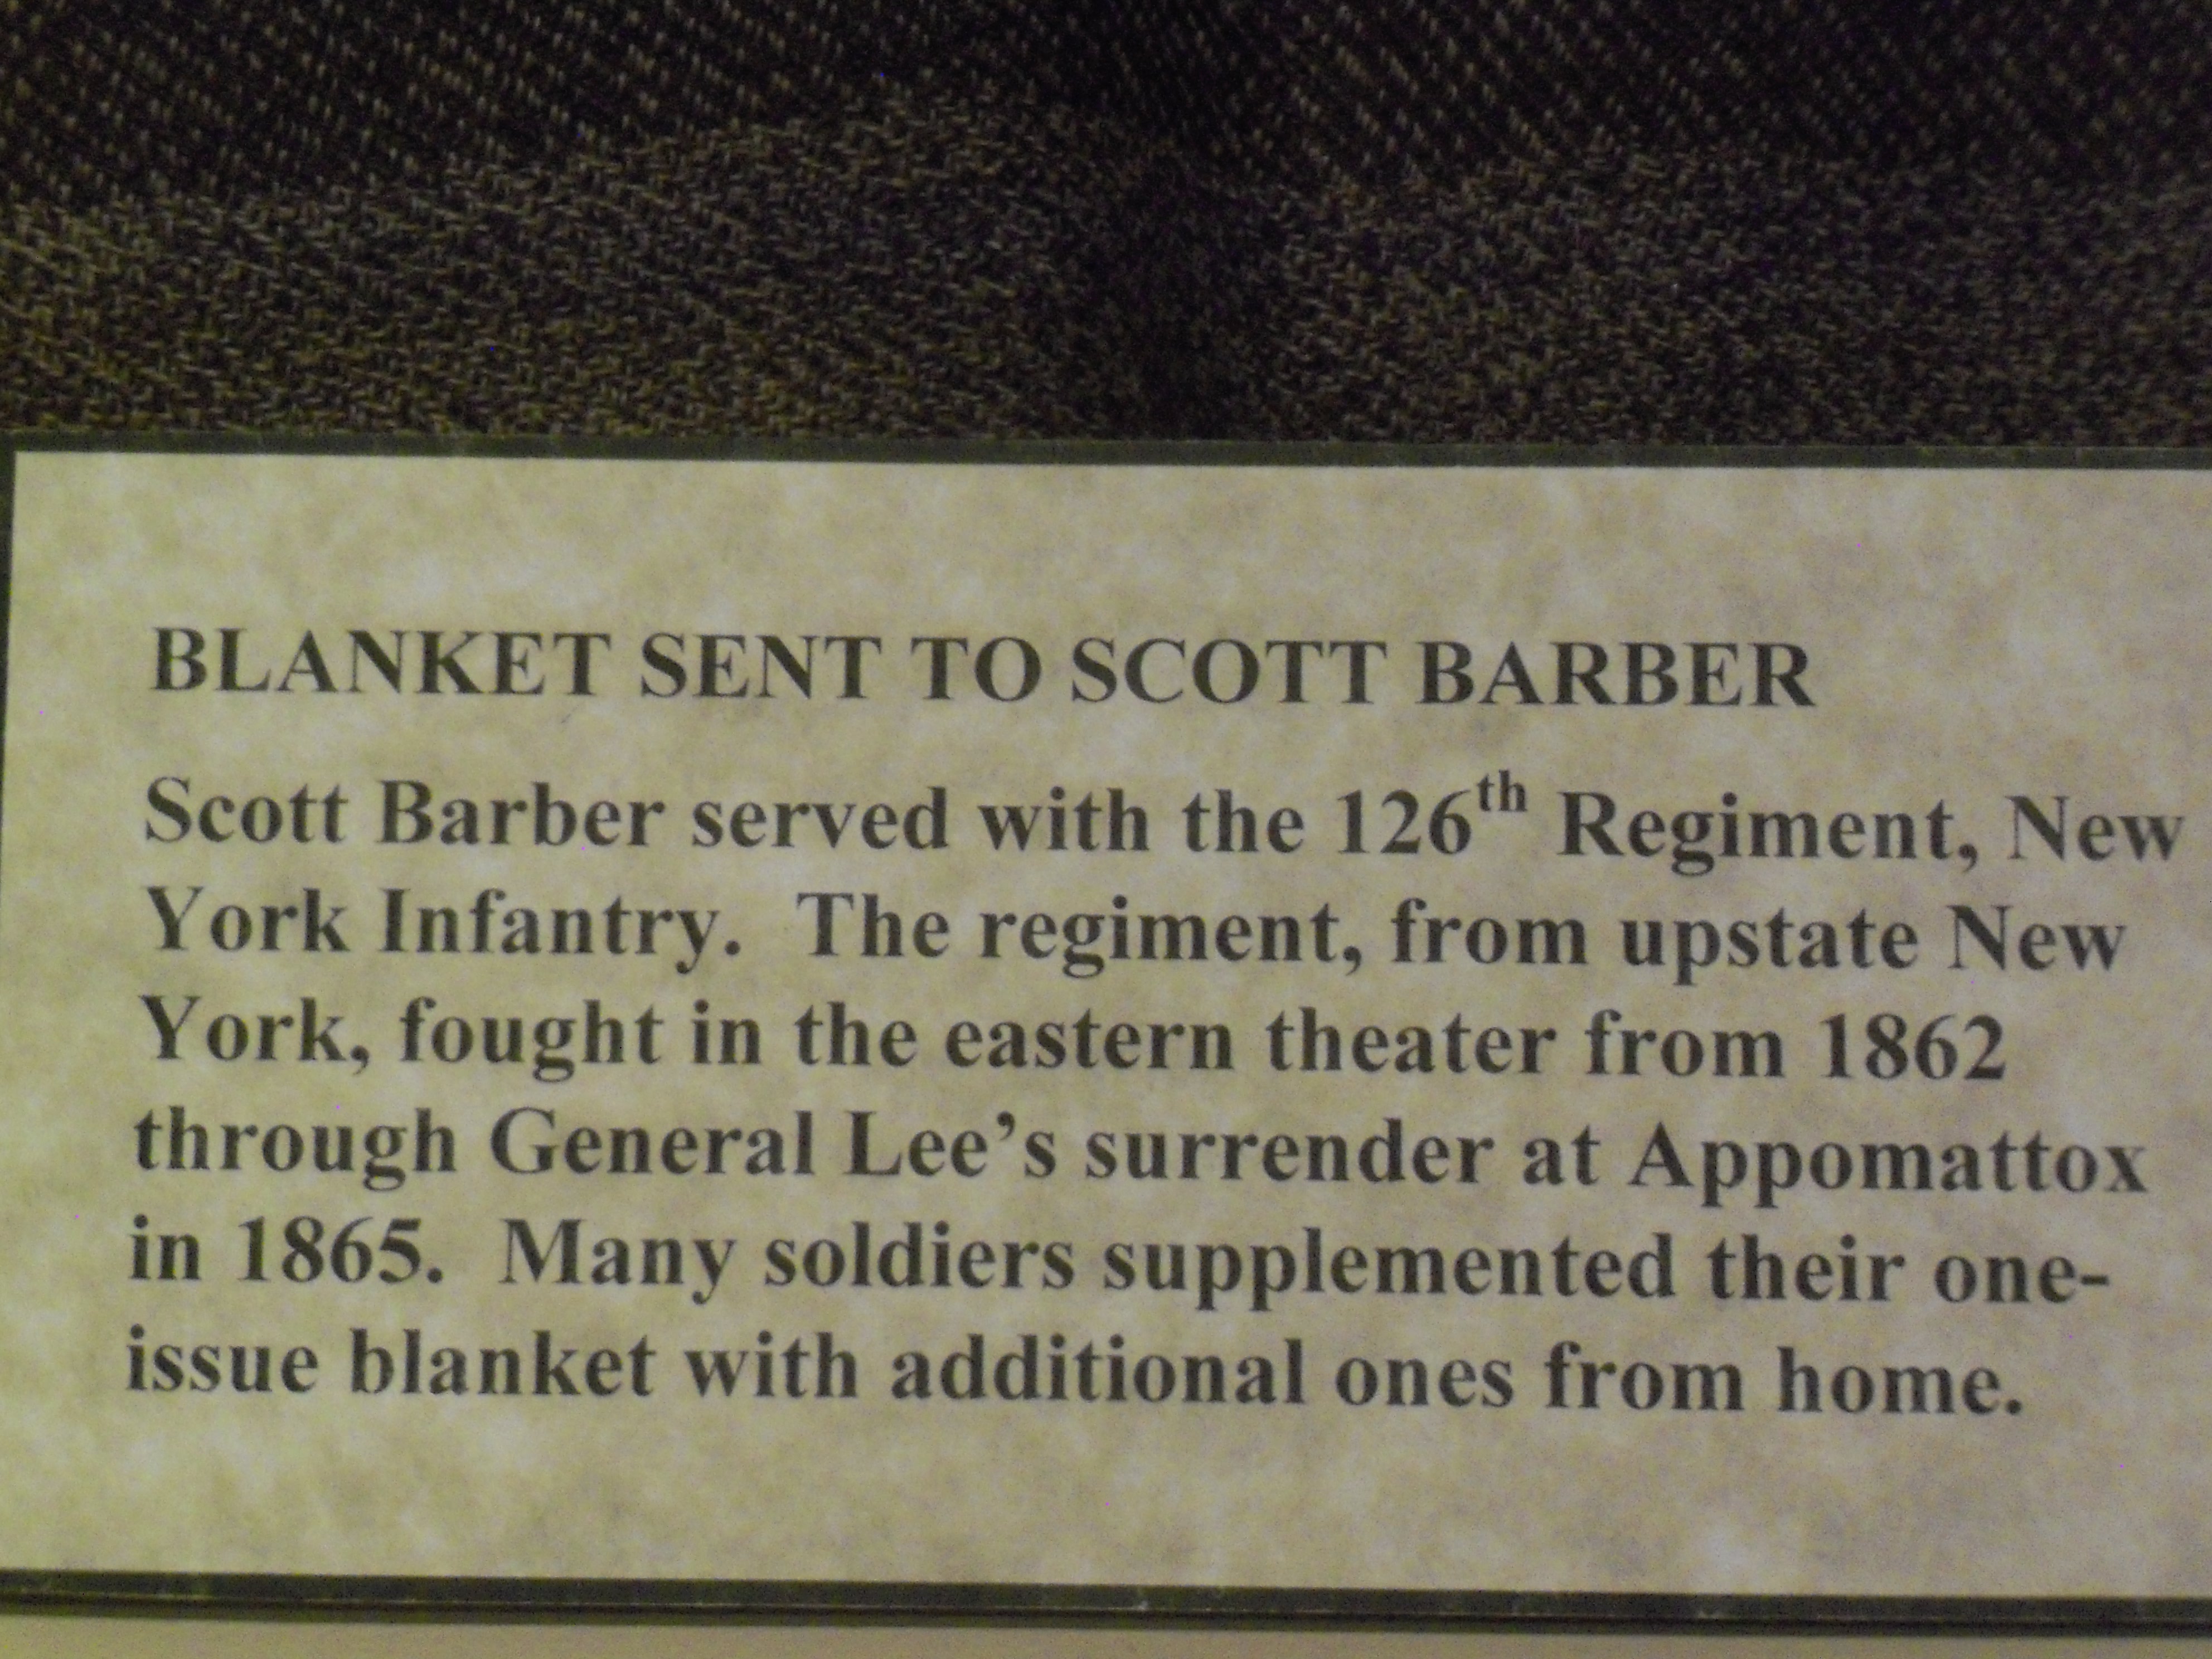 BLANKET SENT TO SCOTT BARBER
Scott Barber served with the 126th Regiment, New
York Infantry.  The regiment, from upstate New
York, fought in the eastern theater from 1862
through General Lee’s surrender at Appomattox
in 1865.  Many soldiers supplemented their one-
issue blanket with additional ones from home.